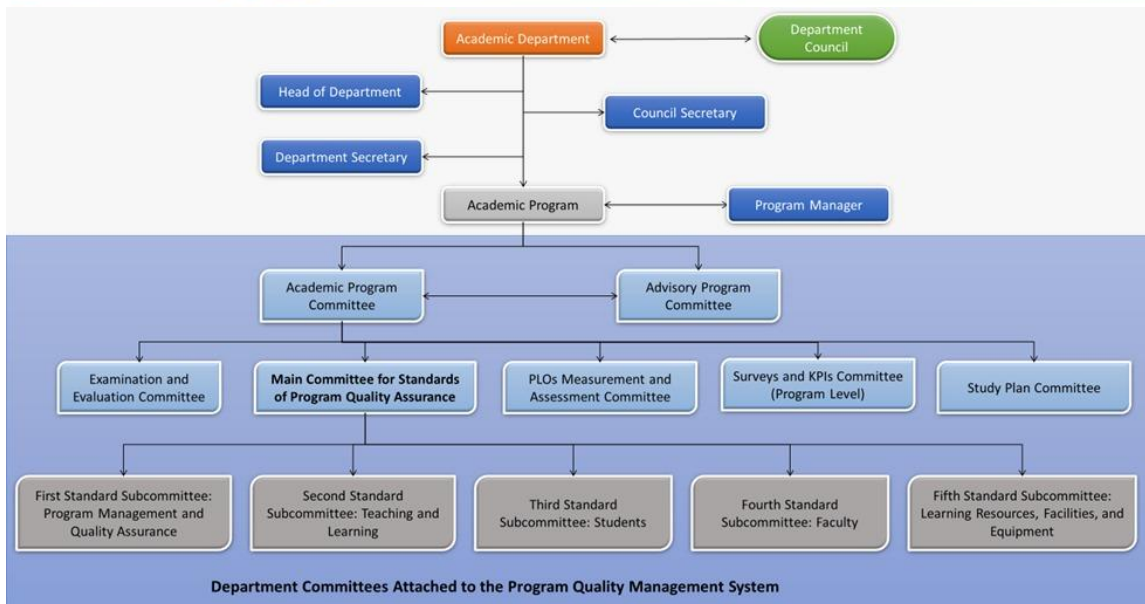 Academic Department
Department
Council
Head of Department
Council Secretary
Department Secretary
Academic Program
Program Manager
Academic Program
Committee
Advisory Program
Committee
Examination and
Evaluation Committee
Main Committee for Standards
of Program Quality Assurance
PLOs Measurement and
Assessment Committee
Surveys and KPIs Committee
(Program Level)
Study Plan Committee
First Standard Subcommittee:
Program Management and
Quality Assurance
Second Standard
Subcommittee: Teaching and
Learning
Third Standard
Subcommittee: Students
Fourth Standard
Subcommittee: Faculty
Fifth Standard Subcommittee:
Learning Resources, Facilities, and
Equipment
Department Committees Attached to the Program Quality Management System